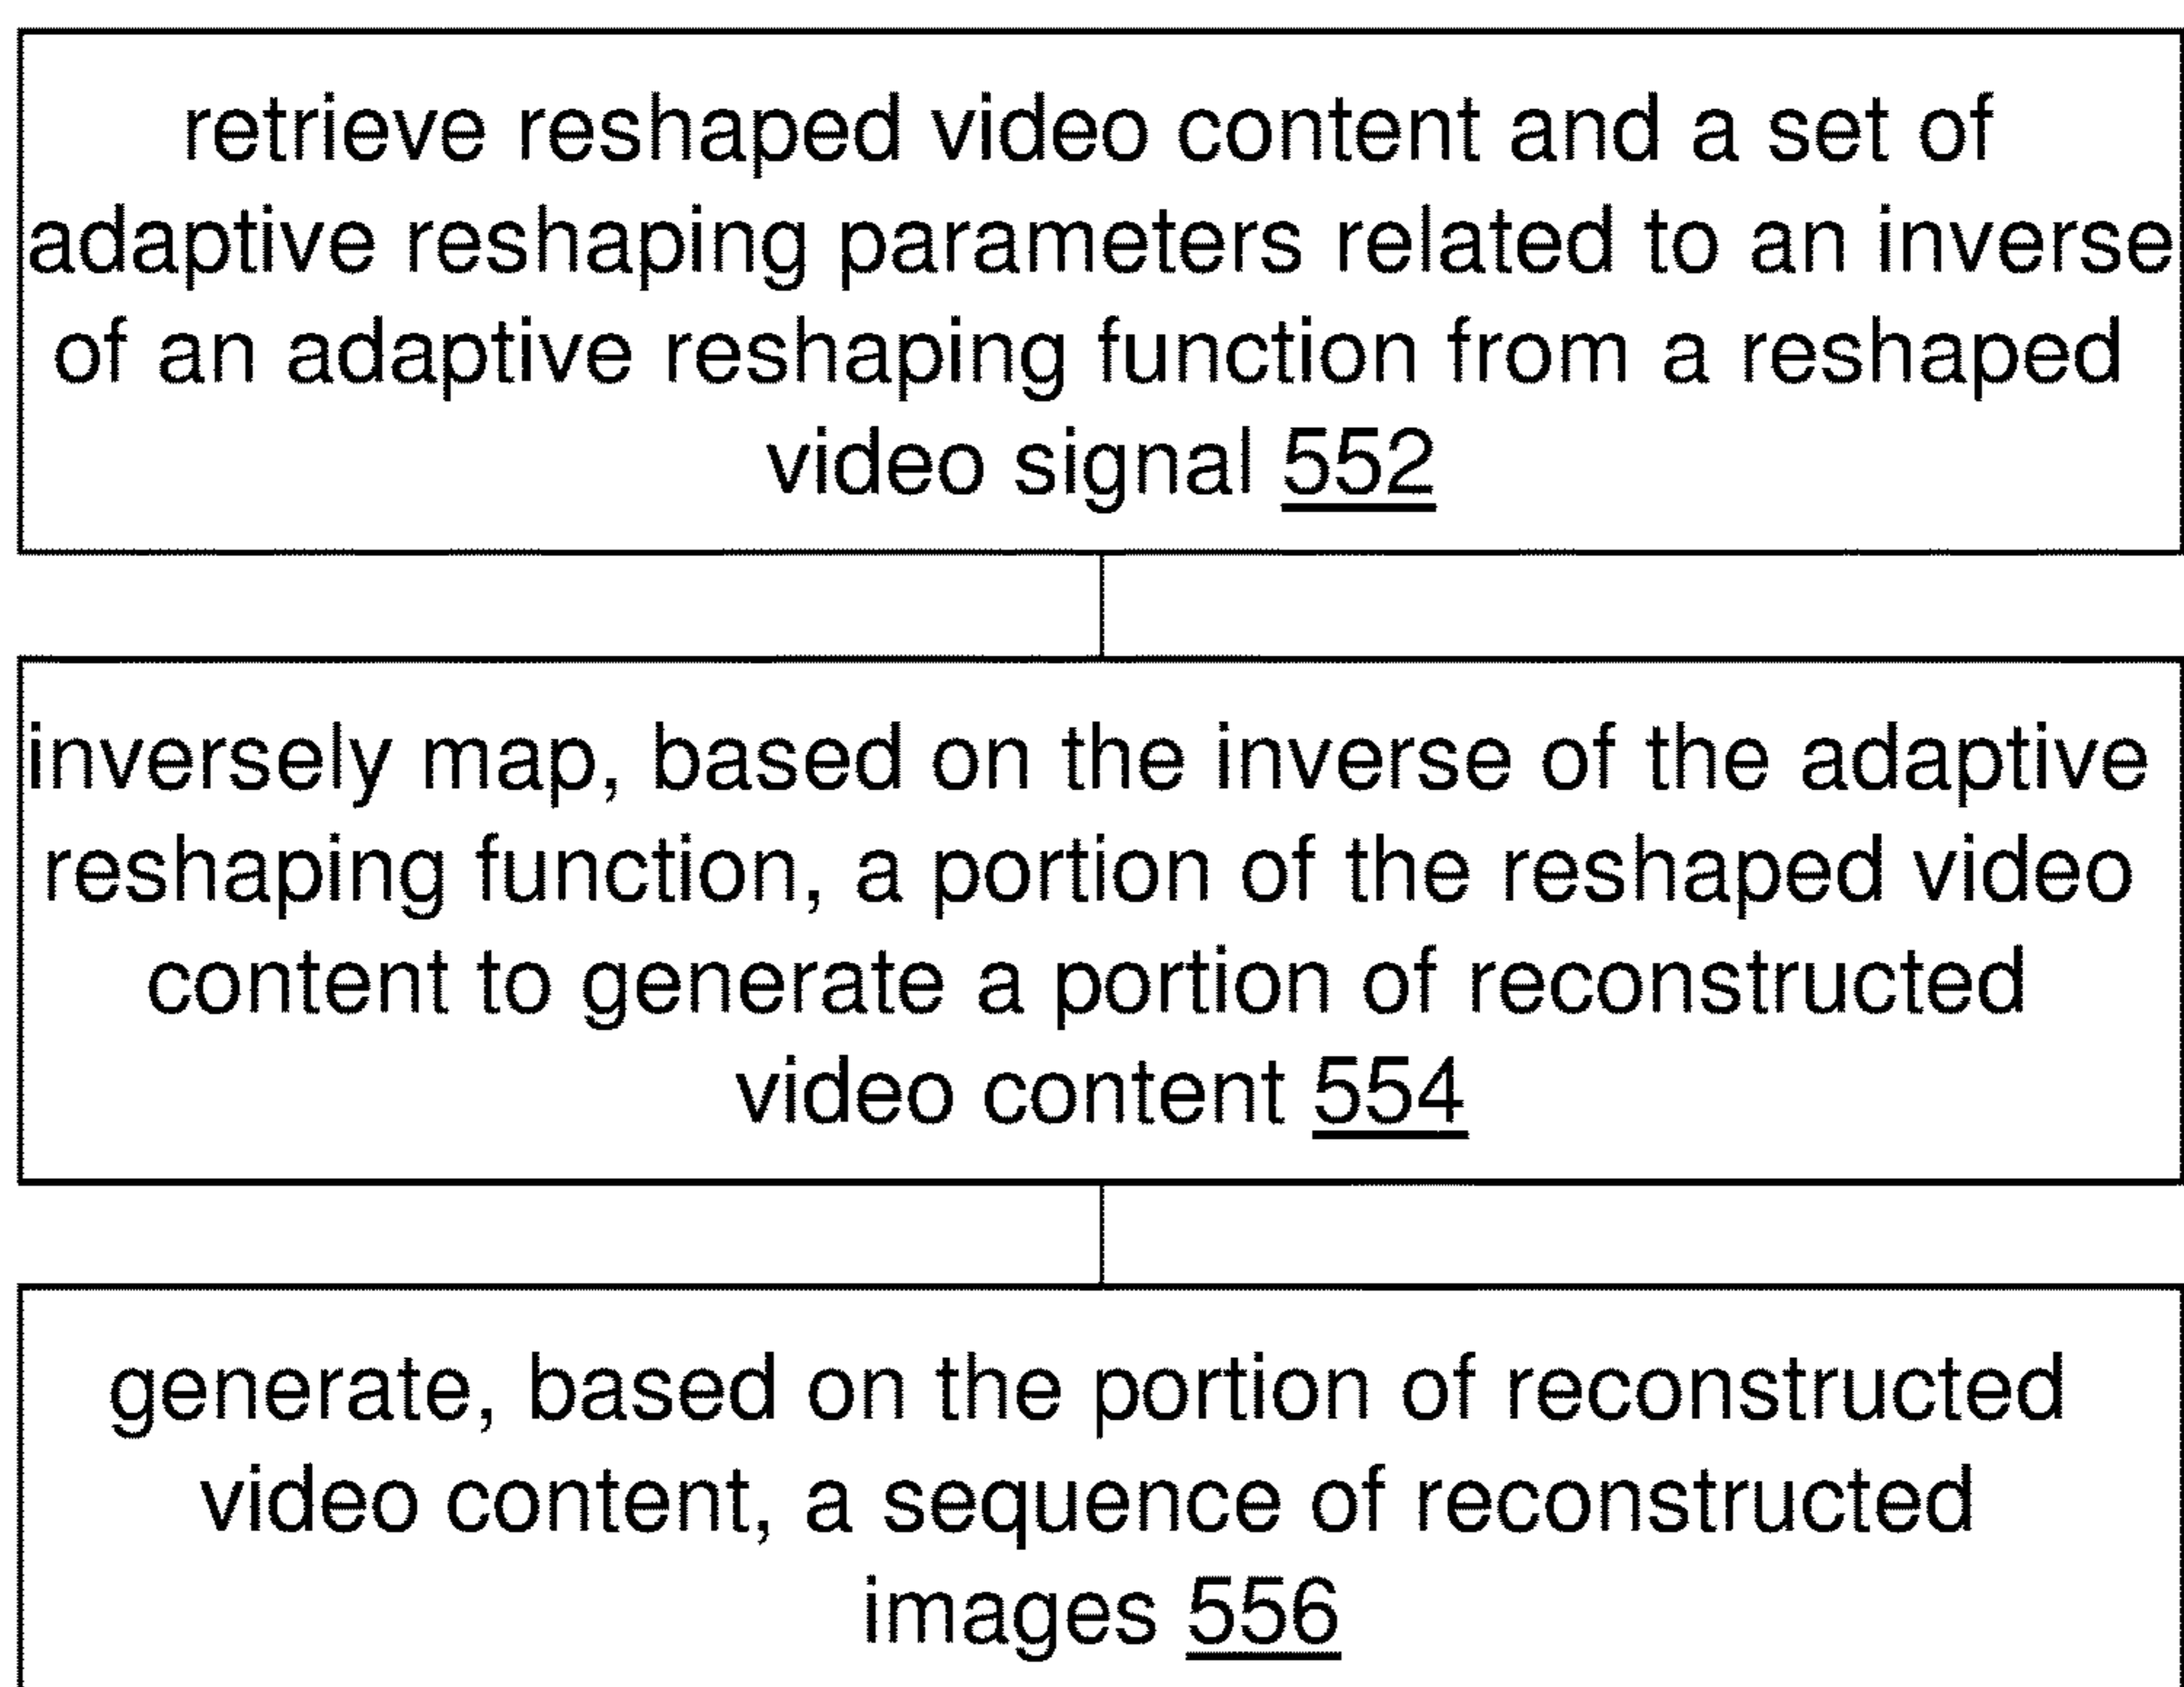 retrieve reshaped video content and a set of
adaptive reshaping parameters related to an inverse
of an adaptive reshaping function from a reshaped
video signal 552
inversely map, based on the inverse of the adaptive
reshaping function, a portion of the reshaped video
content to generate a portion of reconstructed
video content 554
generate, based on the portion of reconstructed
video content, a sequence of reconstructed
images 556